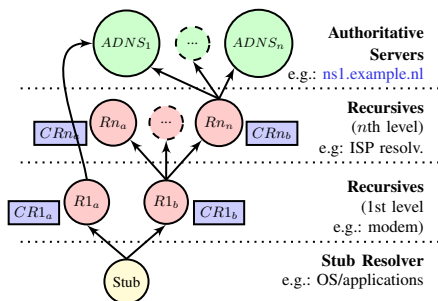 ADNS1
...
ADNSn
Authoritative
Servers
e.g.: ns1.example.nl
Rna
...
Rnn
CRna
CRnb
Recursives
(nth level)
e.g: ISP resolv.
CR1a
R1a
R1b
CR1b
Recursives
(1st level
e.g.: modem)
Stub
Stub Resolver
e.g.: OS/applications